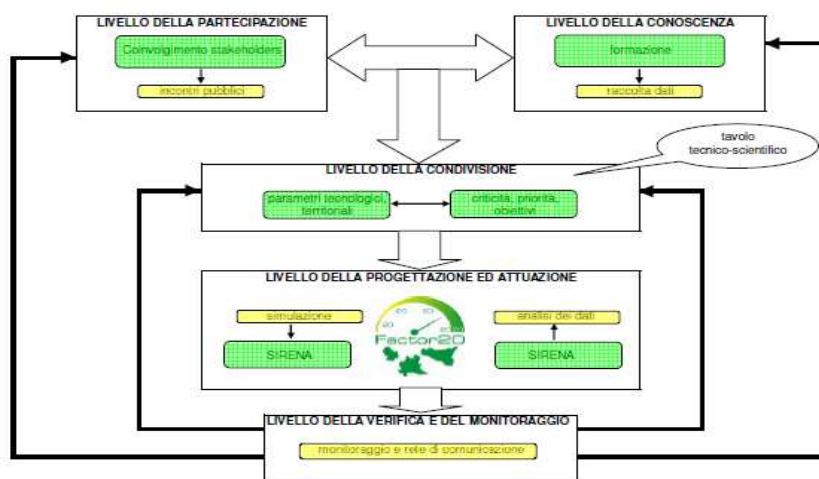 LIVELLO DELLA PARTECIPAZIONE
Coinvolgimento stakeholders
incontri pubblici
LIVELLO DELLA CONOSCENZA
formazione
raccolta dati
tavolo
tecnico-scientifico
LIVELLO DELLA CONDIVISIONE
parametri tecnologici,
territoriali
criticità, priorità,
obiettivi
LIVELLO DELLA PROGETTAZIONE ED ATTUAZIONE
simulazione
SIRENA
Factor20
analisi dei dati
SIRENA
LIVELLO DELLA VERIFICA E DEL MONITORAGGIO
monitoraggio e rete di comunicazione